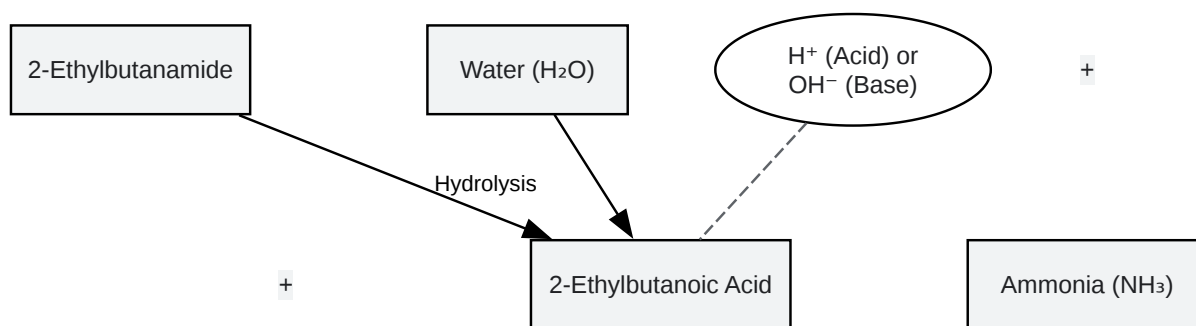 2-Ethylbutanamide
Water (H₂O)
H⁺ (Acid) or
OH⁻ (Base)
+
Hydrolysis
+
2-Ethylbutanoic Acid
Ammonia (NH₃)